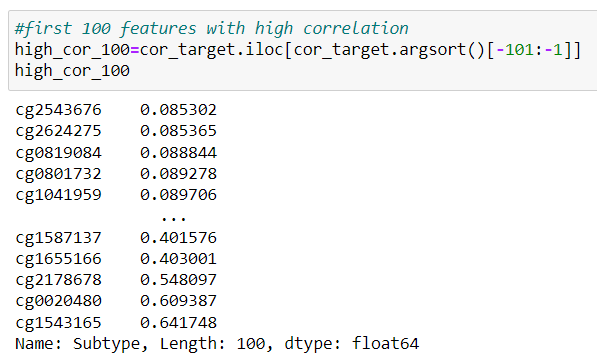 #first 100 features with high correlation
high_cor_100=cor_target.iloc[cor_target.argsort()[-101:-1]]
high_cor_100
cg2543676    0.085302
cg2624275    0.085365
cg0819084    0.088844
cg0801732    0.089278
cg1041959    0.089706
...
cg1587137    0.401576
cg1655166    0.403001
cg2178678    0.548097
cg0020480    0.609387
cg1543165    0.641748
Name: Subtype, Length: 100, dtype: float64